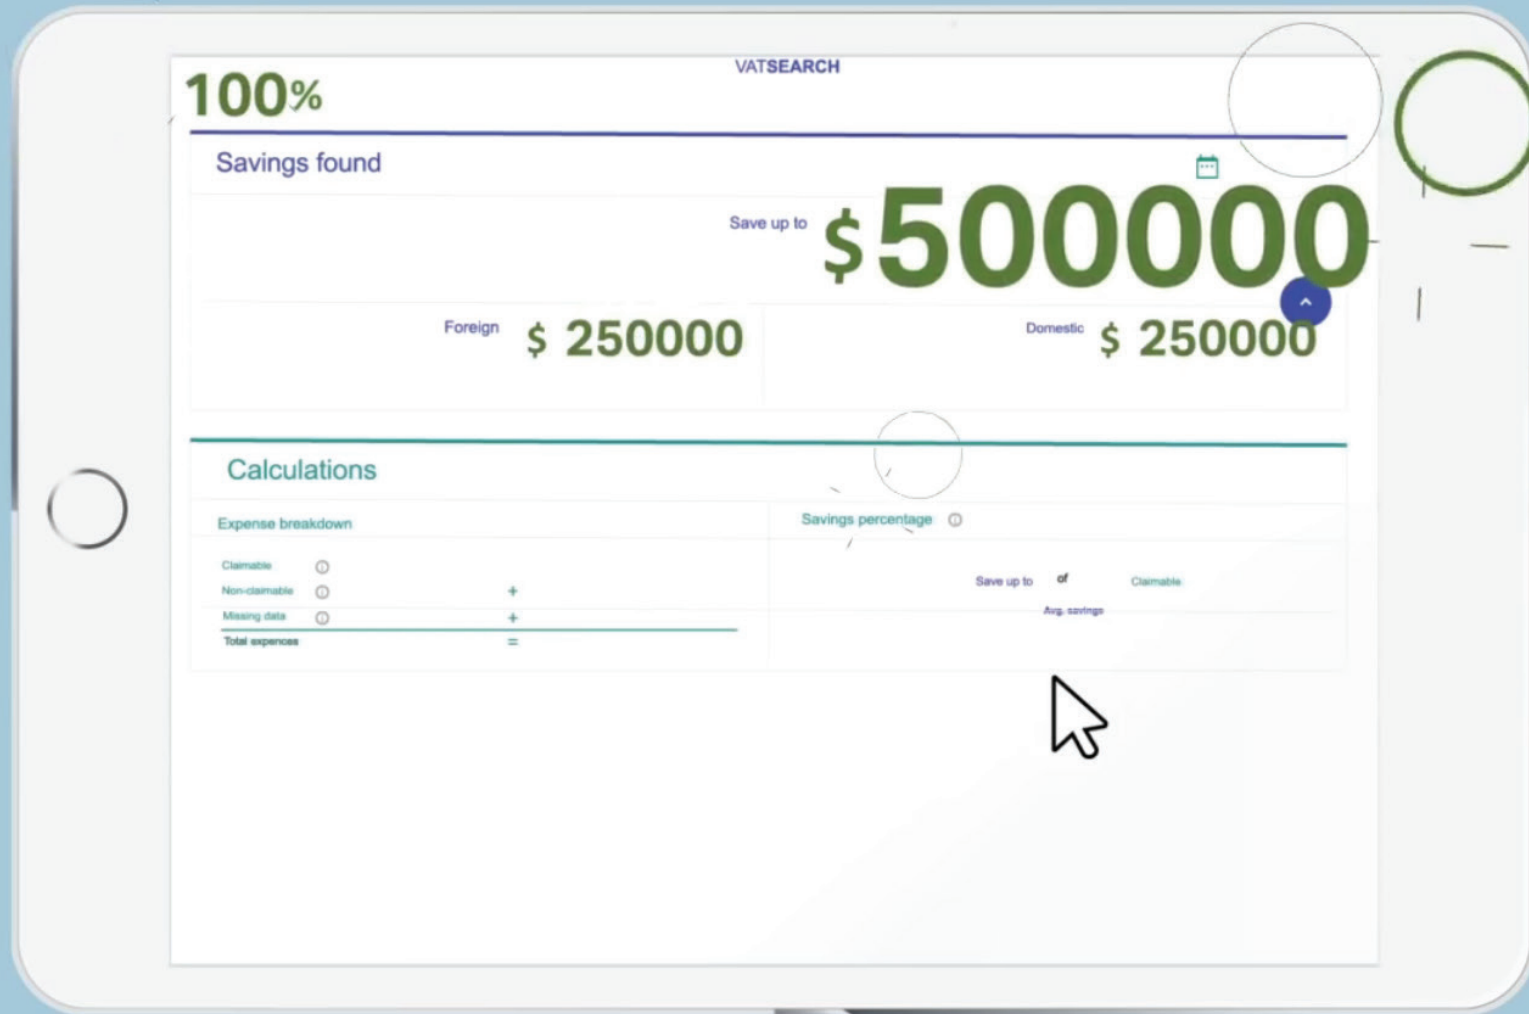 VATSEARCH
100%
Savings found
Save up to $500000
Foreign $ 250000
Domestic $ 250000
Calculations
Expense breakdown
Savings percentage
Claimable
Non-claimable +
Missing data +
Total expences =
Save up to of Claimable
Avg. savings